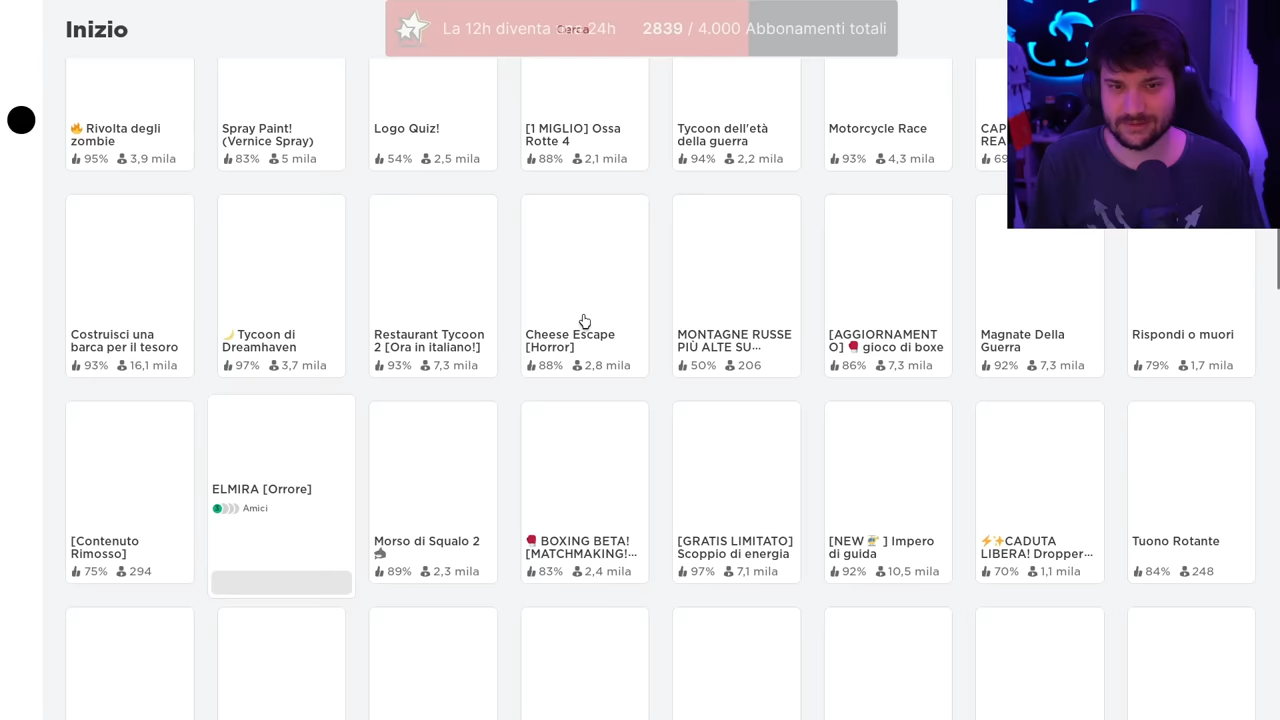 Inizio
La 12h diventa una 24h 2839 / 4.000 Abbonamenti totali
Cerca
🔥 Rivolta degli
zombie
95% 3,9 mila
Spray Paint!
(Vernice Spray)
83% 5 mila
Logo Quiz!
54% 2,5 mila
[1 MIGLIO] Ossa
Rotte 4
88% 2,1 mila
Tycoon dell'età
della guerra
94% 2,2 mila
Motorcycle Race
93% 4,3 mila
CAP
REA
69
Costruisci una
barca per il tesoro
93% 16,1 mila
🌙 Tycoon di
Dreamhaven
97% 3,7 mila
Restaurant Tycoon
2 [Ora in italiano!]
93% 7,3 mila
Cheese Escape
[Horror]
88% 2,8 mila
MONTAGNE RUSSE
PIÙ ALTE SU...
50% 206
[AGGIORNAMENT
O] 🥊 gioco di boxe
86% 7,3 mila
Magnate Della
Guerra
92% 7,3 mila
Rispondi o muori
79% 1,7 mila
[Contenuto
Rimosso]
75% 294
ELMIRA [Orrore]
Amici
Morso di Squalo 2
🦈
89% 2,3 mila
🥊 BOXING BETA!
[MATCHMAKING!...
83% 2,4 mila
[GRATIS LIMITATO]
Scoppio di energia
97% 7,1 mila
[NEW ] Impero
di guida
92% 10,5 mila
⚡✨CADUTA
LIBERA! Dropper...
70% 1,1 mila
Tuono Rotante
84% 248